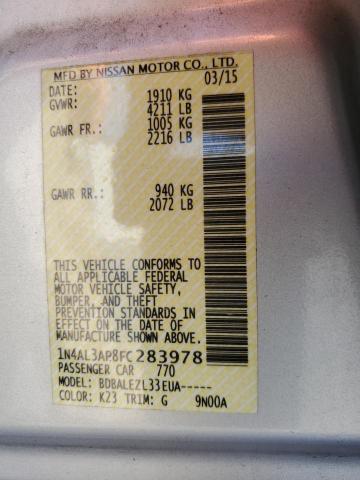 MFD BY NISSAN MOTOR CO., LTD.
DATE: 03/15
GVWR: 1910 KG
4211 LB
GAWR FR.: 1005 KG
2216 LB
GAWR RR.: 940 KG
2072 LB
THIS VEHICLE CONFORMS TO
ALL APPLICABLE FEDERAL
MOTOR VEHICLE SAFETY,
BUMPER, AND THEFT
PREVENTION STANDARDS IN
EFFECT ON THE DATE OF
MANUFACTURE SHOWN ABOVE.
1N4AL3AP8FC283978
PASSENGER CAR 770
MODEL: BDBALEZL33EUA-----
COLOR: K23 TRIM: G 9N00A